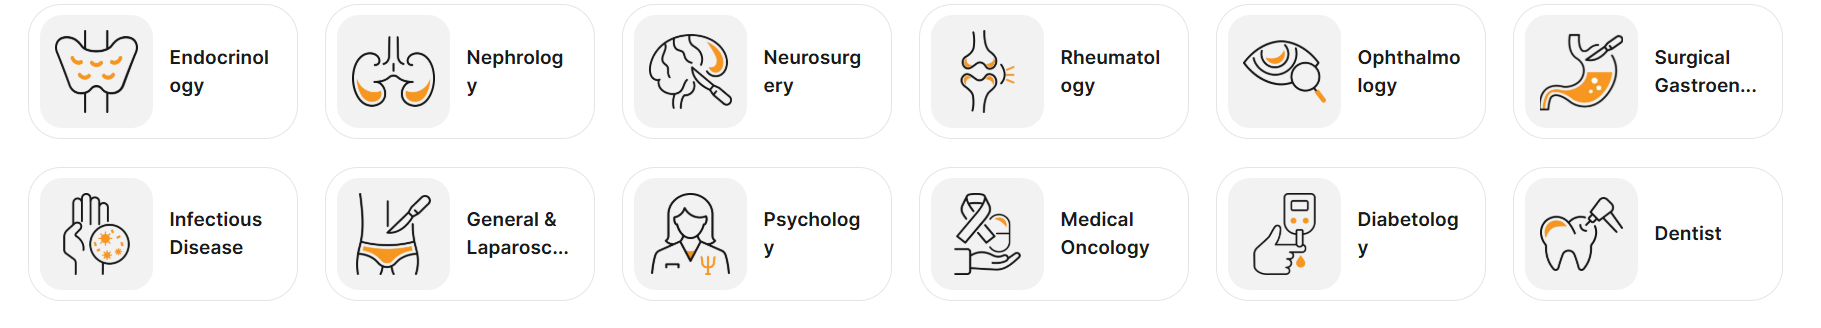 Endocrinol
ogy
Nephrolog
y
Neurosurg
ery
Rheumatol
ogy
Ophthalmo
logy
Surgical
Gastroen...
Infectious
Disease
General &
Laparosc...
Psycholog
y
Medical
Oncology
Diabetolog
y
Dentist